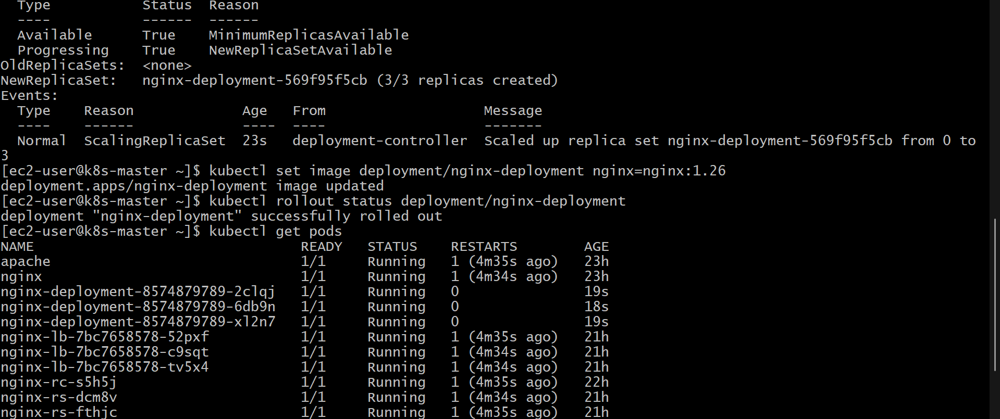 Type           Status  Reason
  ----           ------  ------
  Available      True    MinimumReplicasAvailable
  Progressing    True    NewReplicaSetAvailable
OldReplicaSets:  <none>
NewReplicaSet:   nginx-deployment-569f95f5cb (3/3 replicas created)
Events:
  Type    Reason             Age   From                   Message
  ----    ------             ----  ----                   -------
  Normal  ScalingReplicaSet  23s   deployment-controller  Scaled up replica set nginx-deployment-569f95f5cb from 0 to
3
[ec2-user@k8s-master ~]$ kubectl set image deployment/nginx-deployment nginx=nginx:1.26
deployment.apps/nginx-deployment image updated
[ec2-user@k8s-master ~]$ kubectl rollout status deployment/nginx-deployment
deployment "nginx-deployment" successfully rolled out
[ec2-user@k8s-master ~]$ kubectl get pods
NAME                                READY   STATUS    RESTARTS        AGE
apache                              1/1     Running   1 (4m35s ago)   23h
nginx                               1/1     Running   1 (4m34s ago)   23h
nginx-deployment-8574879789-2clqj   1/1     Running   0               19s
nginx-deployment-8574879789-6db9n   1/1     Running   0               18s
nginx-deployment-8574879789-xl2n7   1/1     Running   0               19s
nginx-lb-7bc7658578-52pxf           1/1     Running   1 (4m35s ago)   21h
nginx-lb-7bc7658578-c9sqt           1/1     Running   1 (4m34s ago)   21h
nginx-lb-7bc7658578-tv5x4           1/1     Running   1 (4m34s ago)   21h
nginx-rc-s5h5j                      1/1     Running   1 (4m35s ago)   22h
nginx-rs-dcm8v                      1/1     Running   1 (4m34s ago)   21h
nginx-rs-fthjc                      1/1     Running   1 (4m35s ago)   21h